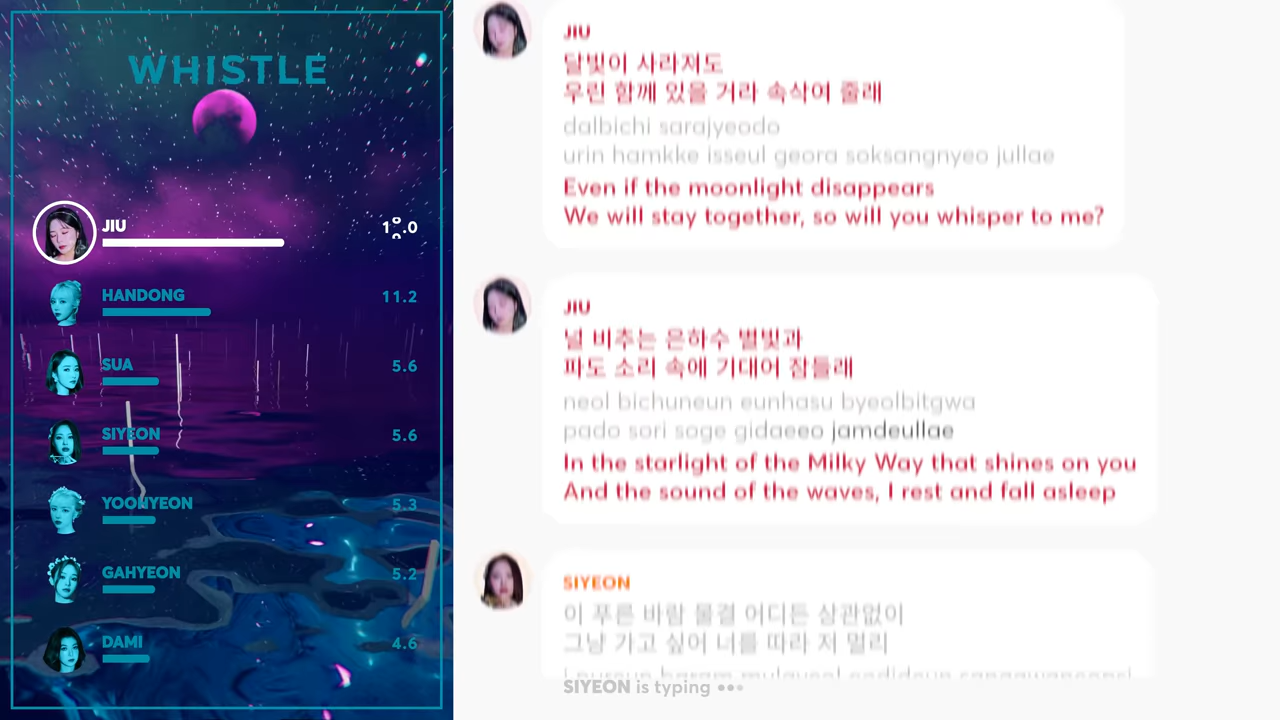 WHISTLE
JIU
HANDONG
11.2
SUA
5.6
SIYEON
5.6
YOOHYEON
5.3
GAHYEON
5.2
DAMI
4.6
JIU
달빛이 사라져도
우린 함께 있을 거라 속삭여 줄래
dalbichi sarajyeodo
urin hamkke isseul geora soksangnyeo jullae
Even if the moonlight disappears
We will stay together, so will you whisper to me?
JIU
널 비추는 은하수 별빛과
파도 소리 속에 기대어 잠들래
neol bichuneun eunhasu byeolbitgwa
pado sori soge gidaeeo jamdeullae
In the starlight of the Milky Way that shines on you
And the sound of the waves, I rest and fall asleep
SIYEON
이 푸른 바람 물결 어디든 상관없이
그냥 가고 싶어 너를 따라 저 멀리
SIYEON is typing